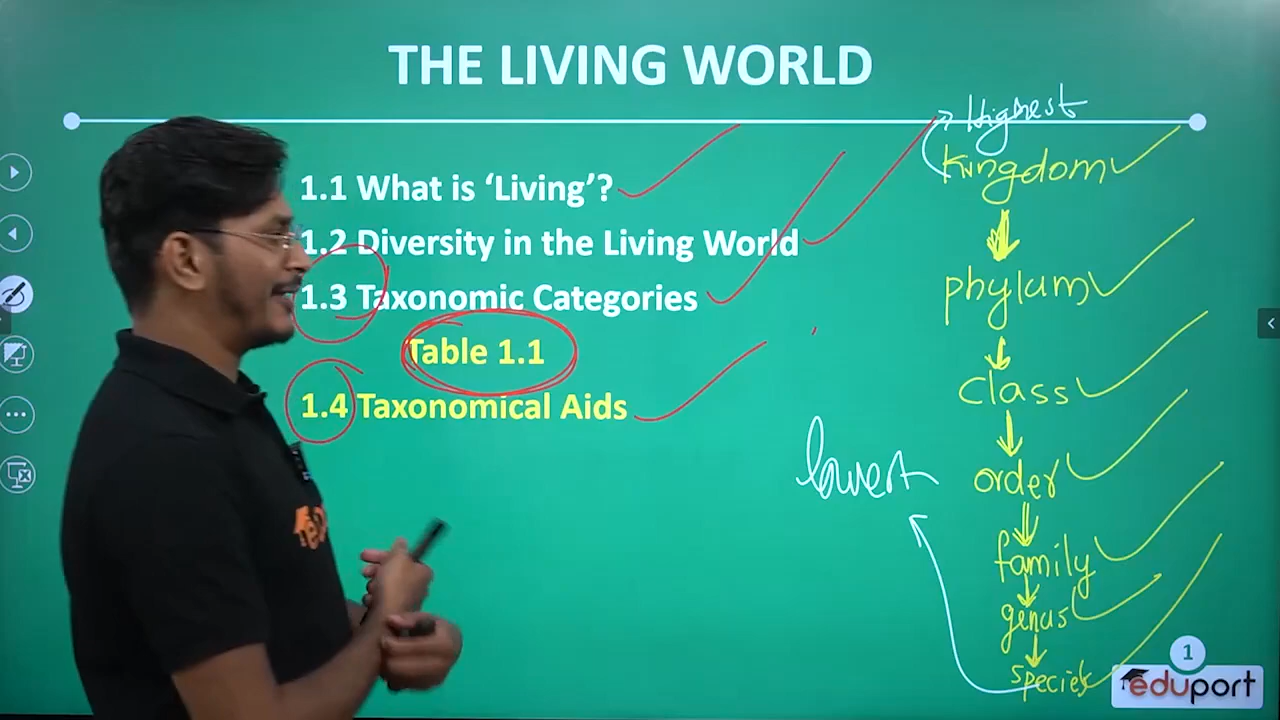 THE LIVING WORLD
1.1 What is ‘Living’?
1.2 Diversity in the Living World
1.3 Taxonomic Categories
Table 1.1
1.4 Taxonomical Aids
Highest
Kingdom
phylum
class
order
lowest
family
genus
species
1
eduport